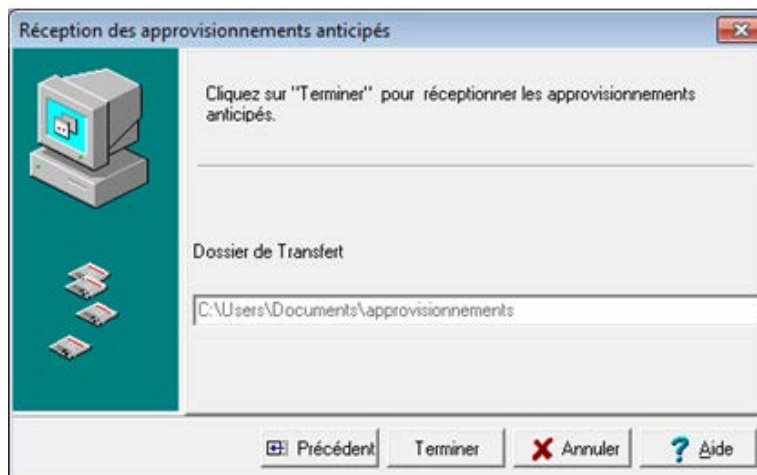 Réception des approvisionnements anticipés
Cliquez sur "Terminer" pour réceptionner les approvisionnements
anticipés.
Dossier de Transfert
C:\Users\Documents\approvisionnements
Précédent Terminer Annuler Aide